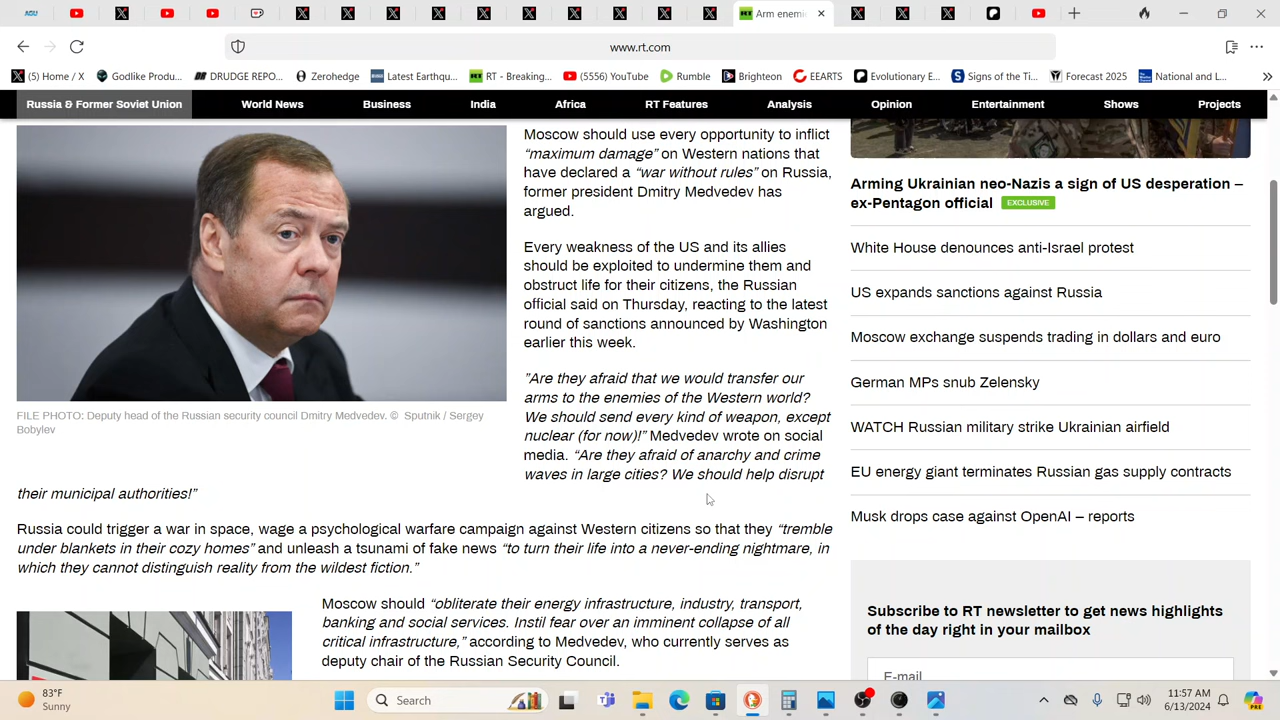 AGU
Arm enemie
www.rt.com
(5) Home / X
Godlike Produ...
DRUDGE REPO...
Zerohedge
Latest Earthqu...
RT - Breaking...
(5556) YouTube
Rumble
Brighteon
EEARTS
Evolutionary E...
Signs of the Ti...
Forecast 2025
National and L...
Russia & Former Soviet Union
World News
Business
India
Africa
RT Features
Analysis
Opinion
Entertainment
Shows
Projects
FILE PHOTO: Deputy head of the Russian security council Dmitry Medvedev. © Sputnik / Sergey
Bobylev
Moscow should use every opportunity to inflict
“maximum damage” on Western nations that
have declared a “war without rules” on Russia,
former president Dmitry Medvedev has
argued.
Every weakness of the US and its allies
should be exploited to undermine them and
obstruct life for their citizens, the Russian
official said on Thursday, reacting to the latest
round of sanctions announced by Washington
earlier this week.
”Are they afraid that we would transfer our
arms to the enemies of the Western world?
We should send every kind of weapon, except
nuclear (for now)!” Medvedev wrote on social
media. “Are they afraid of anarchy and crime
waves in large cities? We should help disrupt
their municipal authorities!”
Russia could trigger a war in space, wage a psychological warfare campaign against Western citizens so that they “tremble
under blankets in their cozy homes” and unleash a tsunami of fake news “to turn their life into a never-ending nightmare, in
which they cannot distinguish reality from the wildest fiction.”
Moscow should “obliterate their energy infrastructure, industry, transport,
banking and social services. Instil fear over an imminent collapse of all
critical infrastructure,” according to Medvedev, who currently serves as
deputy chair of the Russian Security Council.
Arming Ukrainian neo-Nazis a sign of US desperation –
ex-Pentagon official EXCLUSIVE
White House denounces anti-Israel protest
US expands sanctions against Russia
Moscow exchange suspends trading in dollars and euro
German MPs snub Zelensky
WATCH Russian military strike Ukrainian airfield
EU energy giant terminates Russian gas supply contracts
Musk drops case against OpenAI – reports
Subscribe to RT newsletter to get news highlights
of the day right in your mailbox
E-mail
83°F
Sunny
Search
11:57 AM
6/13/2024
PRE